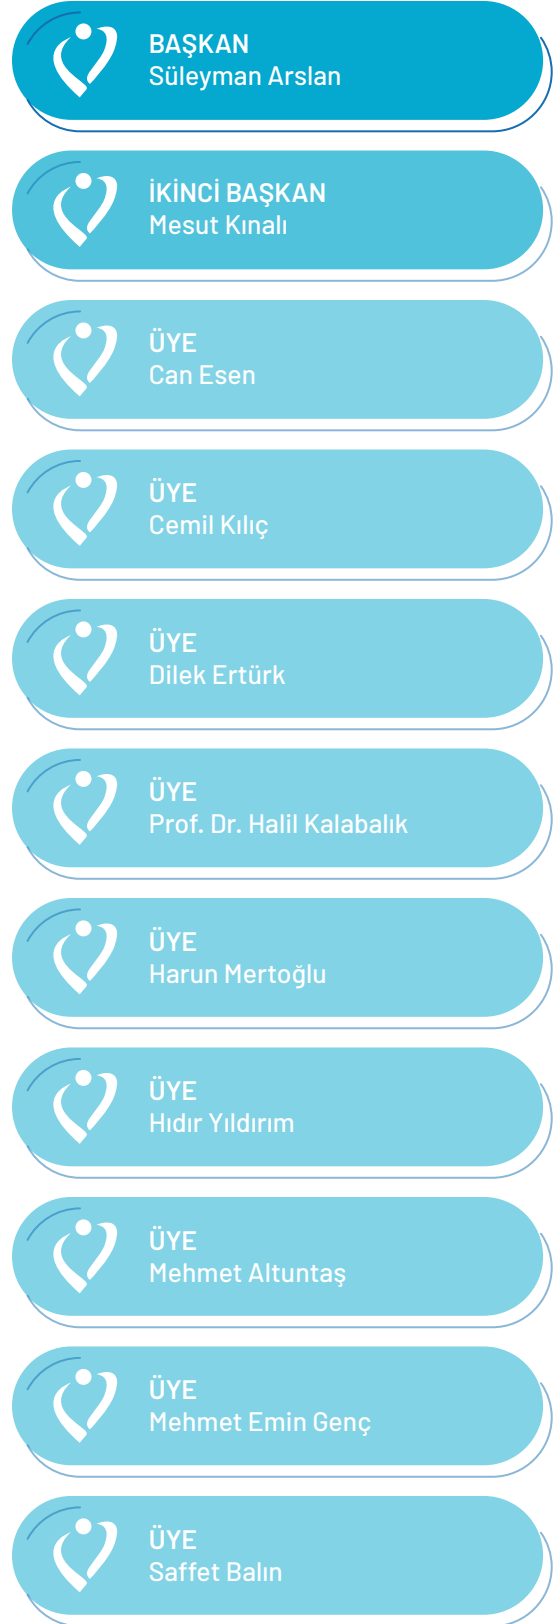 BAŞKAN
Süleyman Arslan
İKİNCİ BAŞKAN
Mesut Kınalı
ÜYE
Can Esen
ÜYE
Cemil Kılıç
ÜYE
Dilek Ertürk
ÜYE
Prof. Dr. Halil Kalabalık
ÜYE
Harun Mertoğlu
ÜYE
Hıdır Yıldırım
ÜYE
Mehmet Altuntaş
ÜYE
Mehmet Emin Genç
ÜYE
Saffet Balın